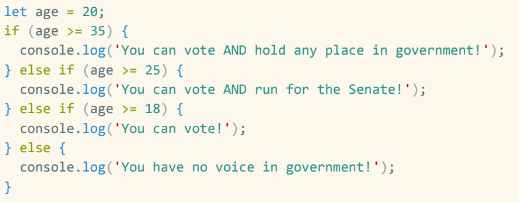 let age = 20;
if (age >= 35) {
  console.log('You can vote AND hold any place in government!');
} else if (age >= 25) {
  console.log('You can vote AND run for the Senate!');
} else if (age >= 18) {
  console.log('You can vote!');
} else {
  console.log('You have no voice in government!');
}